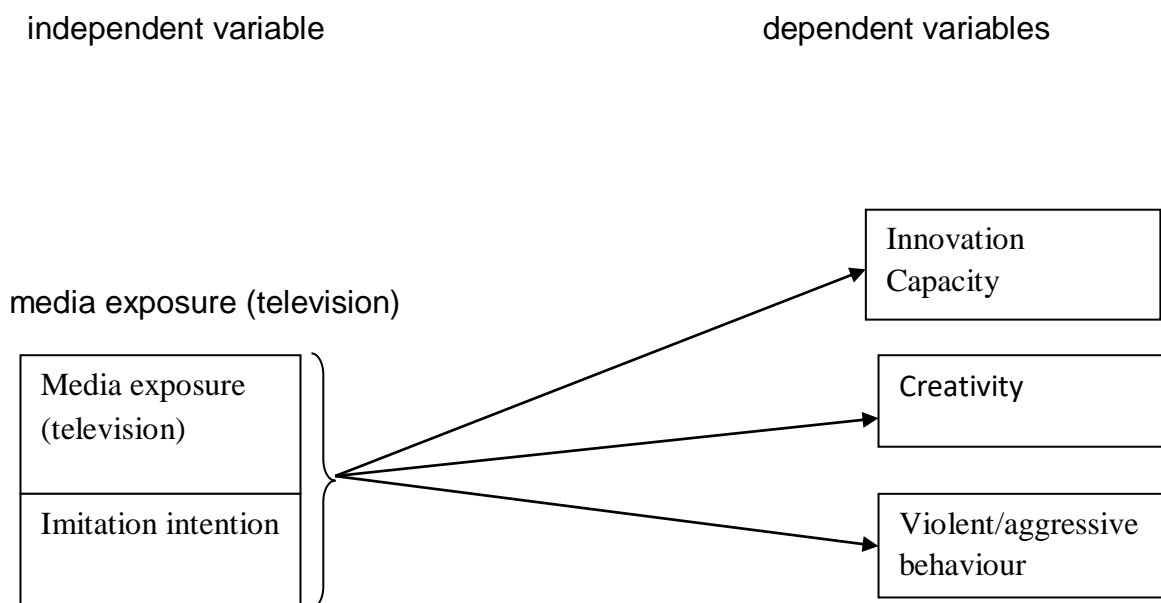 independent variable
dependent variables
Innovation
Capacity
media exposure (television)
Media exposure
(television)
Creativity
Imitation intention
Violent/aggressive
behaviour